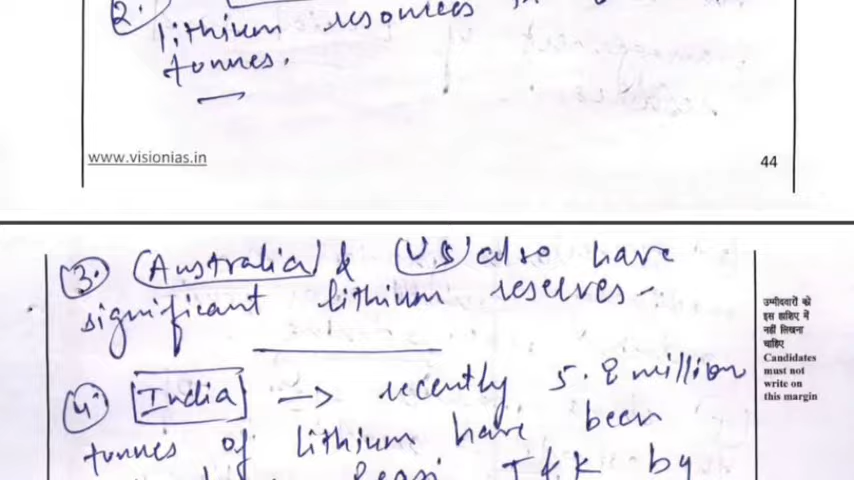 2.
lithium resources
tonnes.
www.visionias.in
44
3. Australia & U.S also have
significant lithium reserves.
उम्मीदवारों को
इस हाशिए में
नहीं लिखना
चाहिए
Candidates
must not
write on
this margin
4. India → recently 5.8 million
tonnes of lithium have been
Reasi J&K by